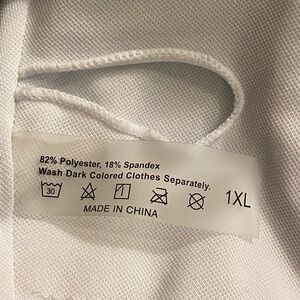 82% Polyester, 18% Spandex
Wash Dark Colored Clothes Separately.
30 1XL
MADE IN CHINA